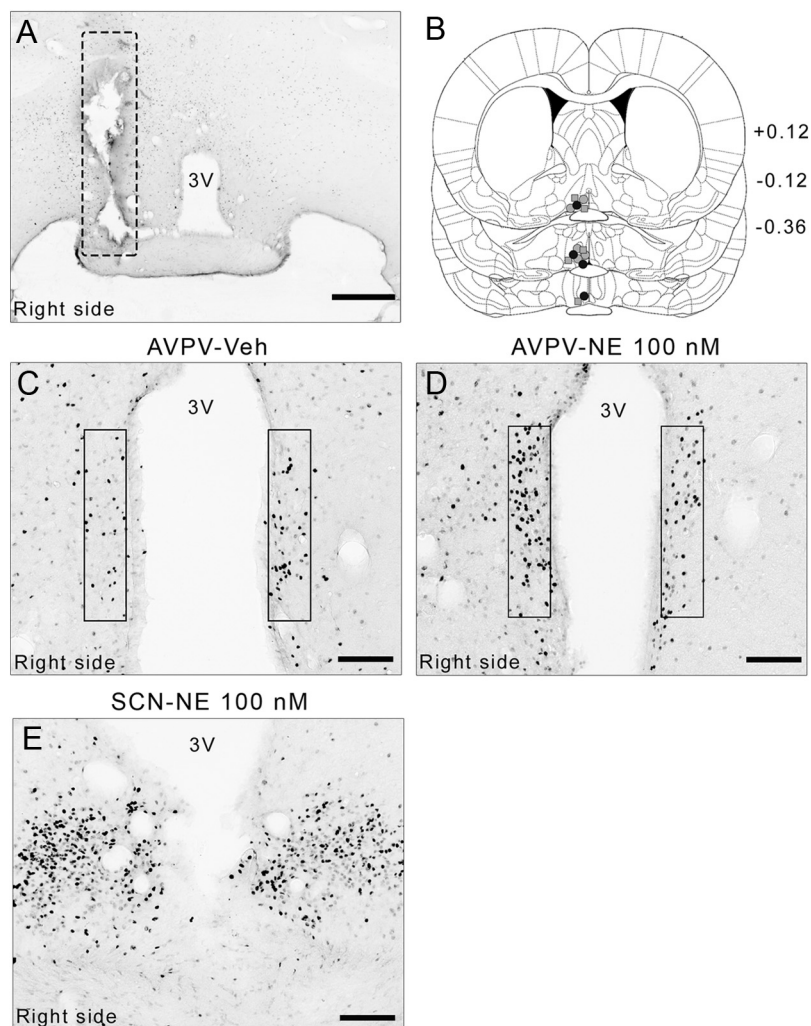 A
3V
Right side
B
+0.12
-0.12
-0.36
AVPV-Veh
C
3V
Right side
AVPV-NE 100 nM
D
3V
Right side
SCN-NE 100 nM
E
3V
Right side